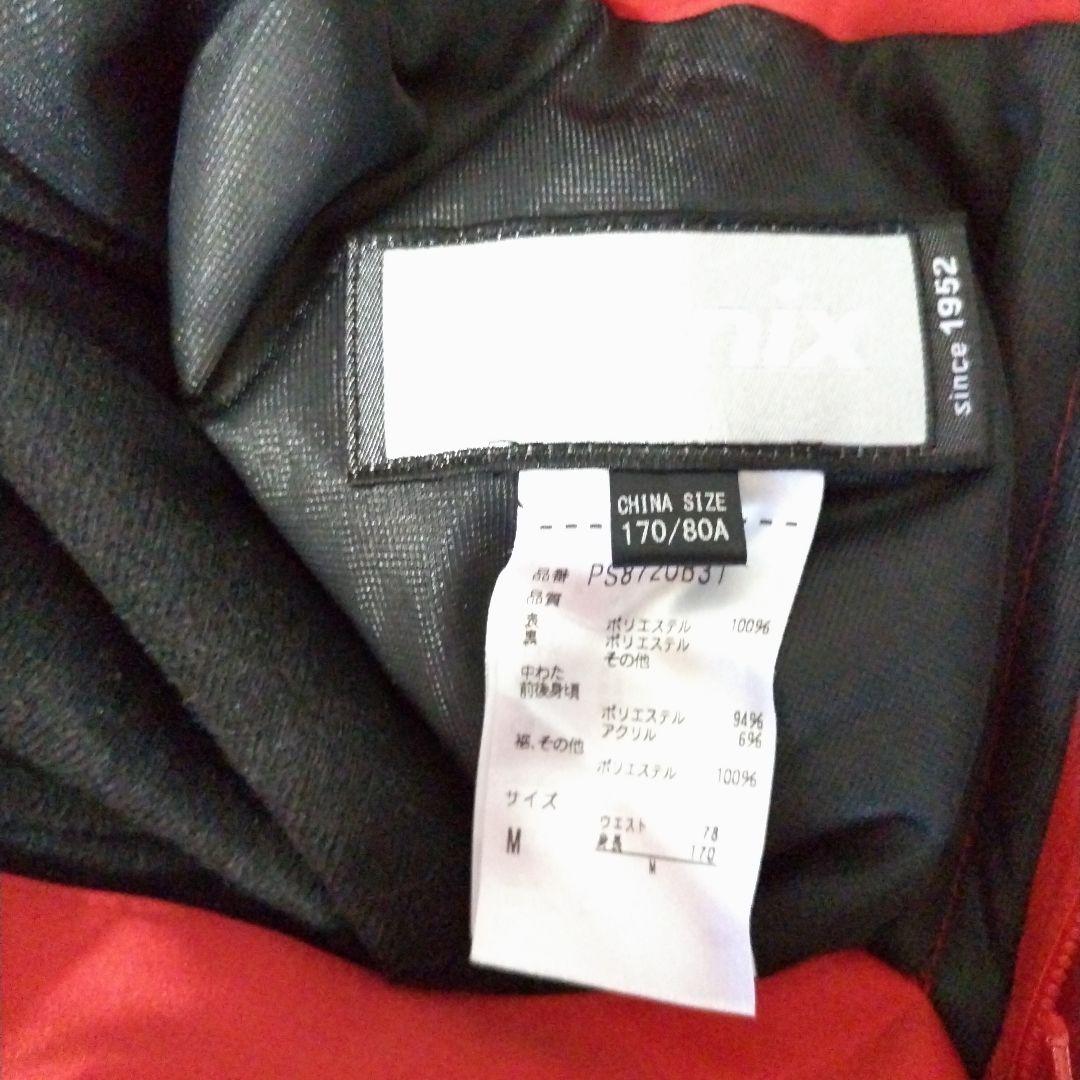 nix
since 1952
CHINA SIZE
170/80A
品番
品質
表 ポリエステル 100%
裏 ポリエステル
その他
中わた
前後身頃
ポリエステル 94%
アクリル 6%
裾、その他
ポリエステル 100%
サイズ
ウエスト 78
M 身長 170
M